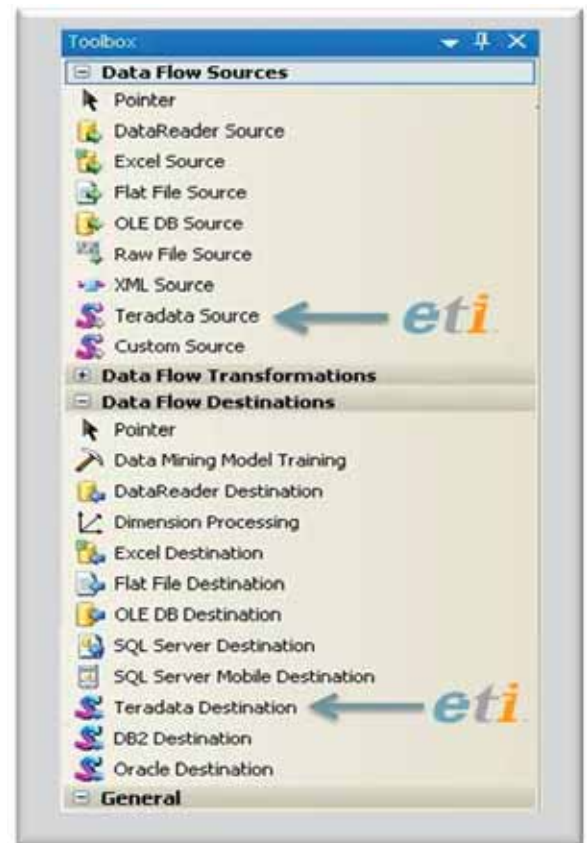 Toolbox
Data Flow Sources
Pointer
DataReader Source
Excel Source
Flat File Source
OLE DB Source
Raw File Source
XML Source
Teradata Source eti
Custom Source
Data Flow Transformations
Data Flow Destinations
Pointer
Data Mining Model Training
DataReader Destination
Dimension Processing
Excel Destination
Flat File Destination
OLE DB Destination
SQL Server Destination
SQL Server Mobile Destination
Teradata Destination eti
DB2 Destination
Oracle Destination
General